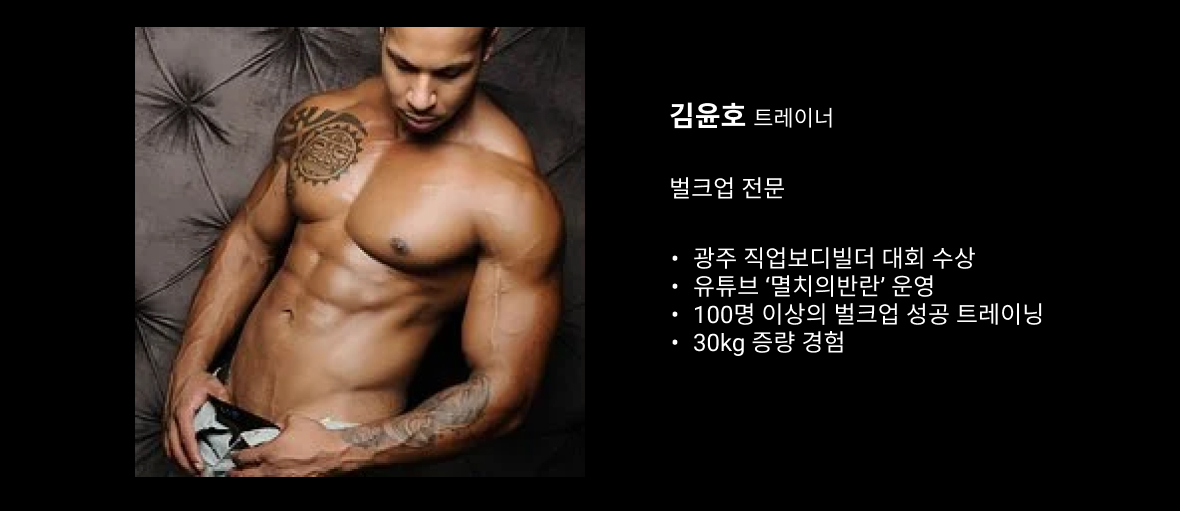 김윤호 트레이너
벌크업 전문
• 광주 직업보디빌더 대회 수상
• 유튜브 ‘멸치의반란’ 운영
• 100명 이상의 벌크업 성공 트레이닝
• 30kg 증량 경험